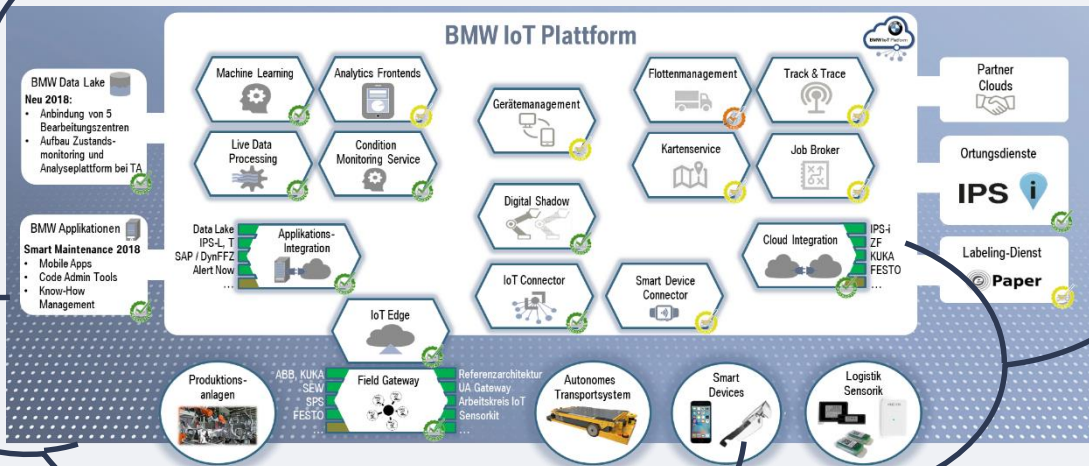 BMW IoT Plattform
BMW IoT Platform
BMW Data Lake
Neu 2018:
• Anbindung von 5
Bearbeitungszentren
• Aufbau Zustands-
monitoring und
Analyseplattform bei TA
BMW Applikationen
Smart Maintenance 2018
• Mobile Apps
• Code Admin Tools
• Know-How
Management
Machine Learning
Analytics Frontends
Live Data
Processing
Condition
Monitoring Service
Gerätemanagement
Flottenmanagement
Track & Trace
Kartenservice
Job Broker
Digital Shadow
Data Lake
IPS-L, T
SAP / DynFFZ
Alert Now
...
Applikations-
Integration
IoT Connector
Smart Device
Connector
Cloud Integration
IPS-i
ZF
KUKA
FESTO
...
Partner
Clouds
Ortungsdienste
IPS i
Labeling-Dienst
e Paper
IoT Edge
Produktions-
anlagen
ABB, KUKA
SEW
SPS
FESTO
...
Field Gateway
Referenzarchitektur
UA Gateway
Arbeitskreis IoT
Sensorkit
...
Autonomes
Transportsystem
Smart
Devices
Logistik
Sensorik